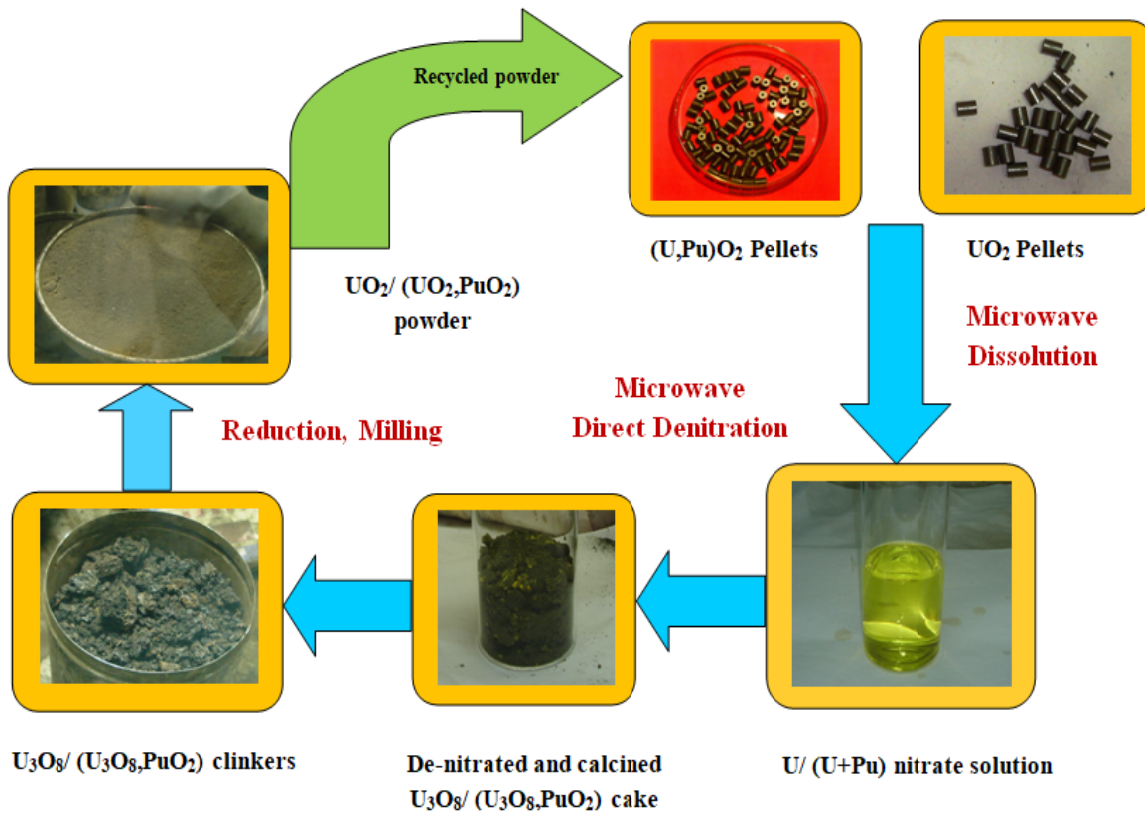 Recycled powder
(U,Pu)O₂ Pellets
UO₂ Pellets
UO₂/ (UO₂,PuO₂)
powder
Microwave
Dissolution
Microwave
Direct Denitration
Reduction, Milling
U₃O₈/ (U₃O₈,PuO₂) clinkers
De-nitrated and calcined
U₃O₈/ (U₃O₈,PuO₂) cake
U/ (U+Pu) nitrate solution